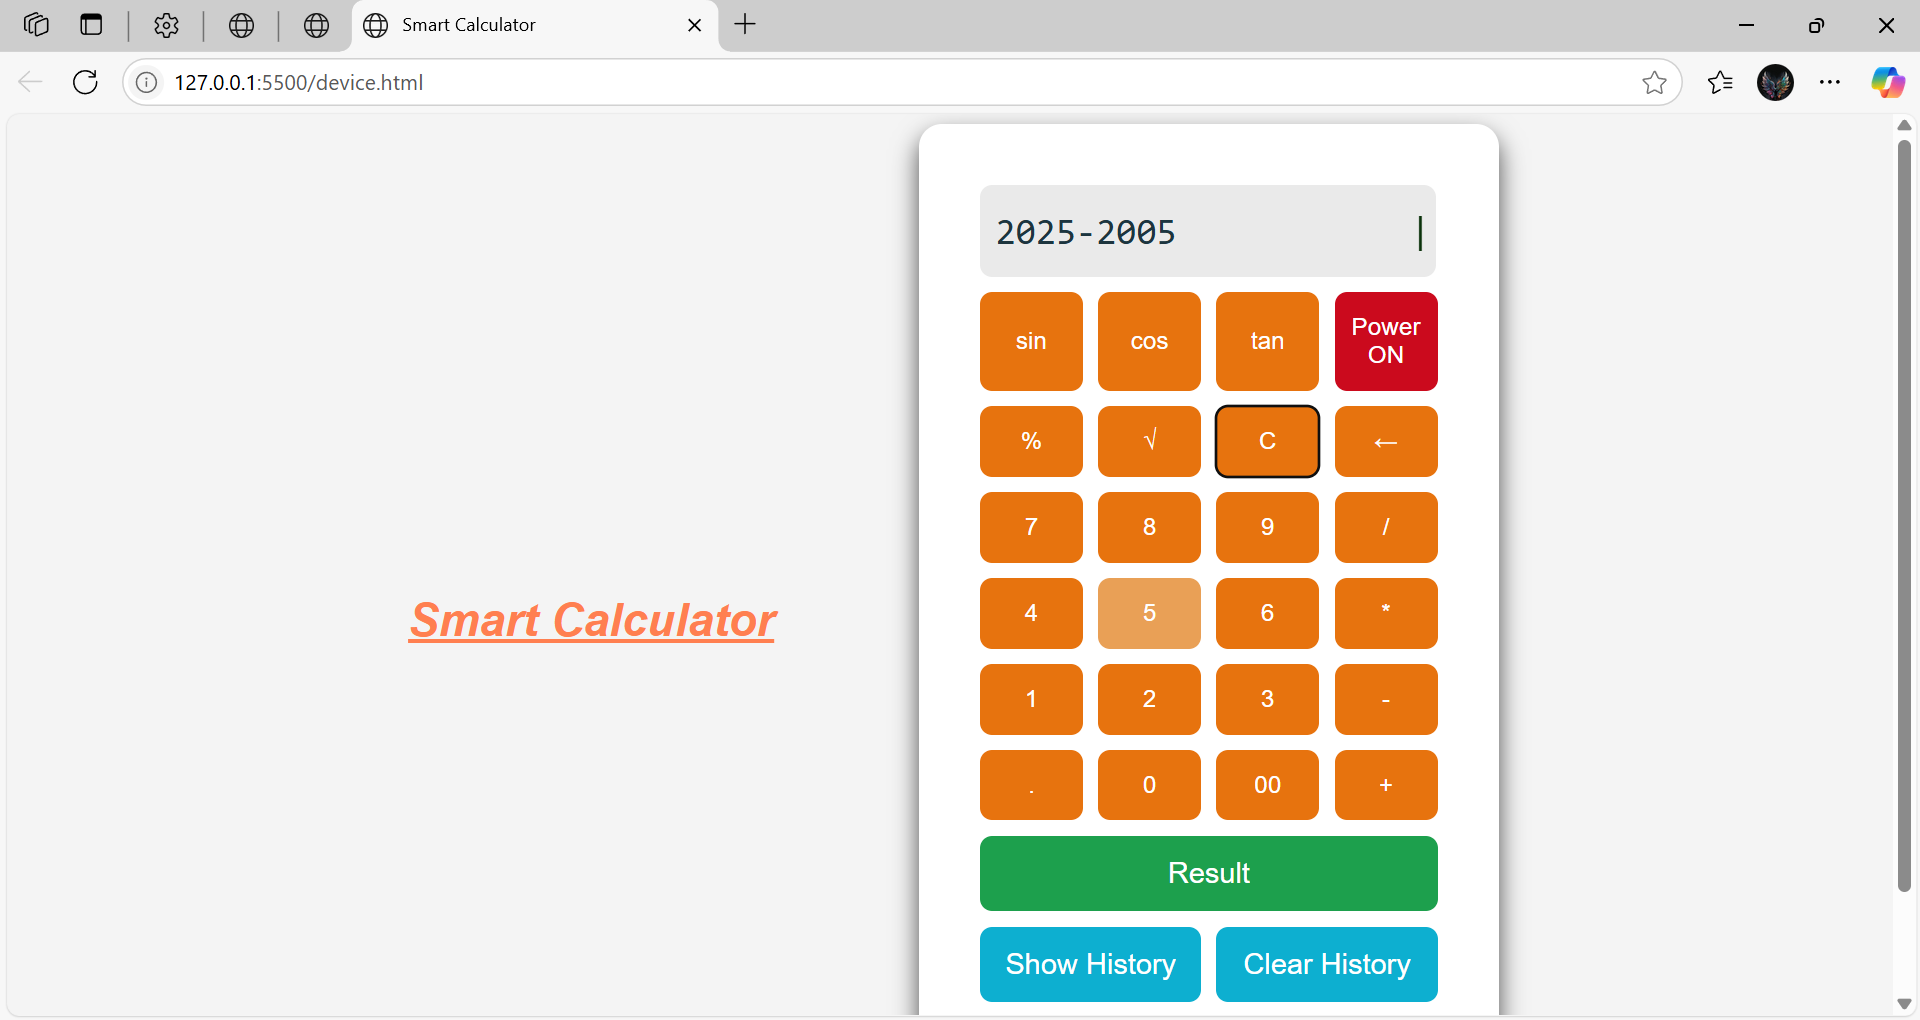 Smart Calculator
127.0.0.1:5500/device.html
2025-2005
sin cos tan Power ON
% √ C ←
7 8 9 /
4 5 6 *
Smart Calculator
1 2 3 -
. 0 00 +
Result
Show History Clear History